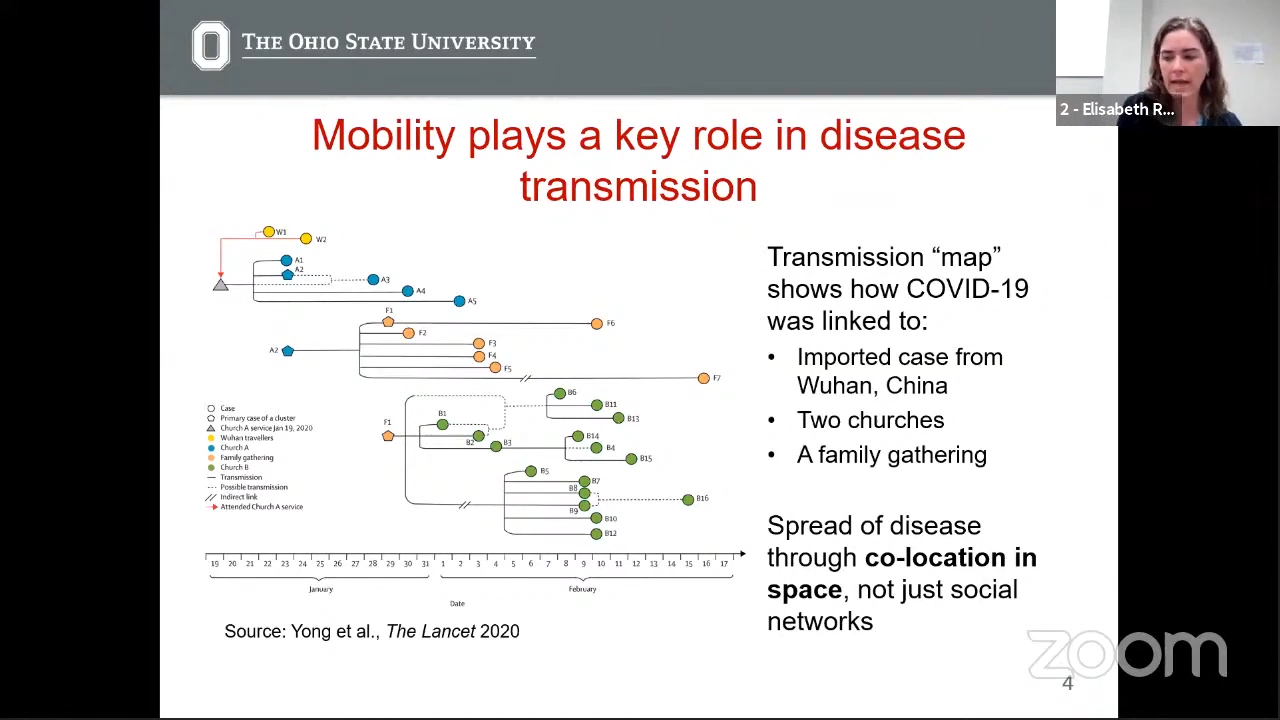 THE OHIO STATE UNIVERSITY
2 - Elisabeth R...
Mobility plays a key role in disease
transmission
W1
W2
A1
A2
A3
A4
A5
F1
F6
F2
F3
F4
F5
F7
A2
B6
B11
B13
F1
B1
B2
B3
B14
B4
B15
B5
B7
B8
B16
B9
B10
B12
Case
Primary case of a cluster
Church A service Jan 19, 2020
Wuhan travellers
Church A
Family gathering
Church B
Transmission
Possible transmission
Indirect link
Attended Church A service
19 20 21 22 23 24 25 26 27 28 29 30 31 1 2 3 4 5 6 7 8 9 10 11 12 13 14 15 16 17
January
February
Date
Source: Yong et al., The Lancet 2020
Transmission “map”
shows how COVID-19
was linked to:
• Imported case from
Wuhan, China
• Two churches
• A family gathering
Spread of disease
through co-location in
space, not just social
networks
zoom
4